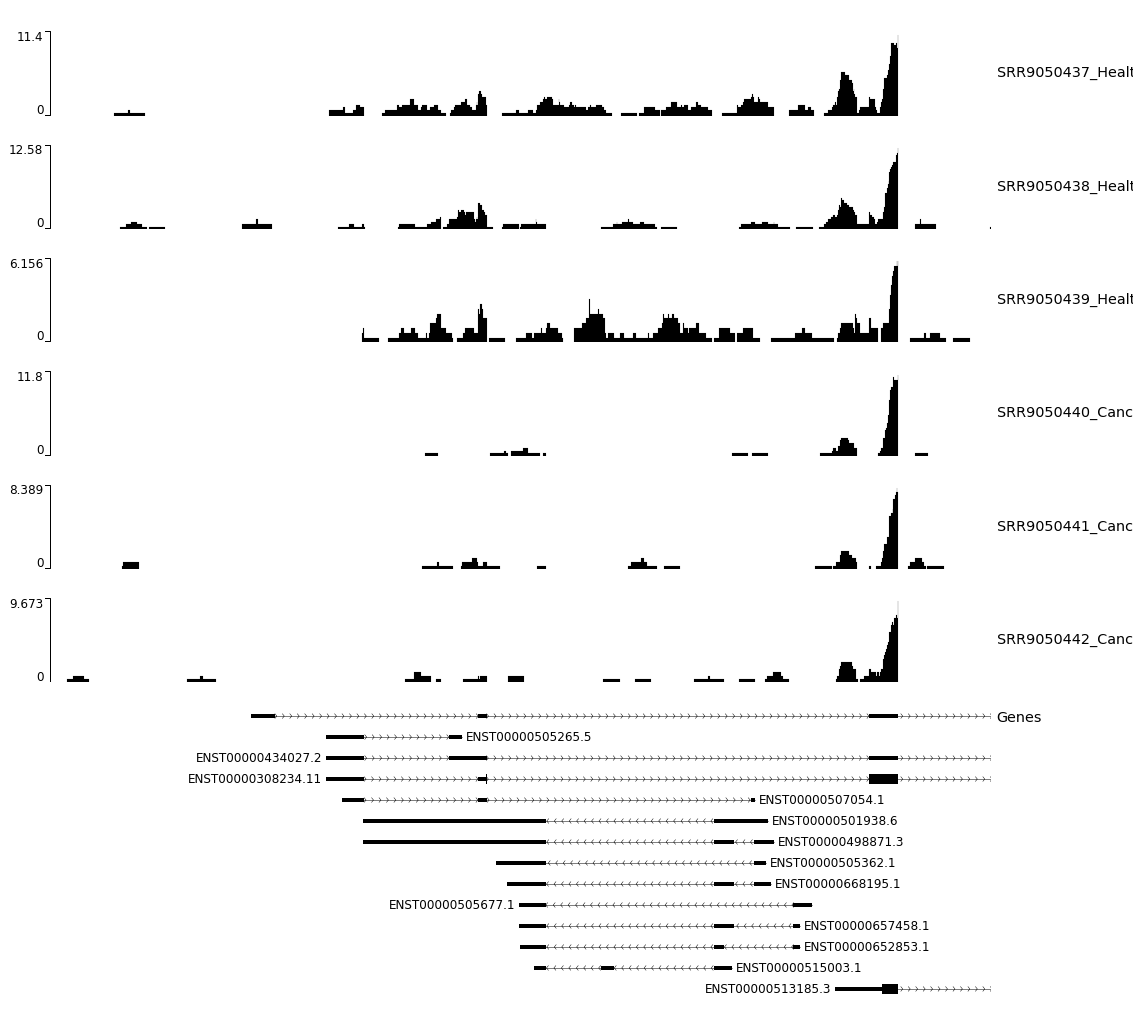 11.4
0
SRR9050437_Healt
12.58
0
SRR9050438_Healt
6.156
0
SRR9050439_Healt
11.8
0
SRR9050440_Canc
8.389
0
SRR9050441_Canc
9.673
0
SRR9050442_Canc
Genes
ENST00000505265.5
ENST00000434027.2
ENST00000308234.11
ENST00000507054.1
ENST00000501938.6
ENST00000498871.3
ENST00000505362.1
ENST00000668195.1
ENST00000505677.1
ENST00000657458.1
ENST00000652853.1
ENST00000515003.1
ENST00000513185.3